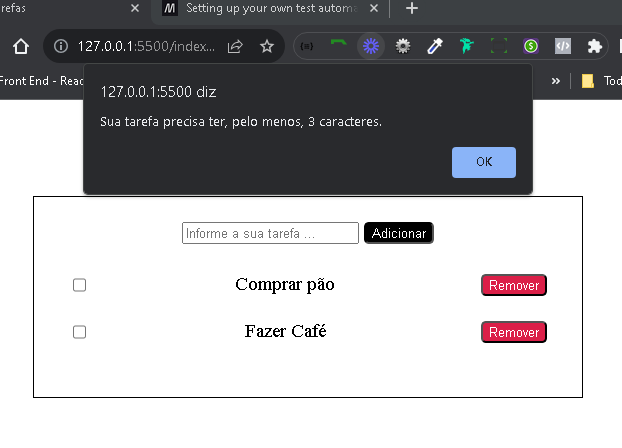 refas
Setting up your own test autom
127.0.0.1:5500/index...
Front End - Reac
»
Tod
127.0.0.1:5500 diz
Sua tarefa precisa ter, pelo menos, 3 caracteres.
OK
Informe a sua tarefa ... Adicionar
Comprar pão Remover
Fazer Café Remover